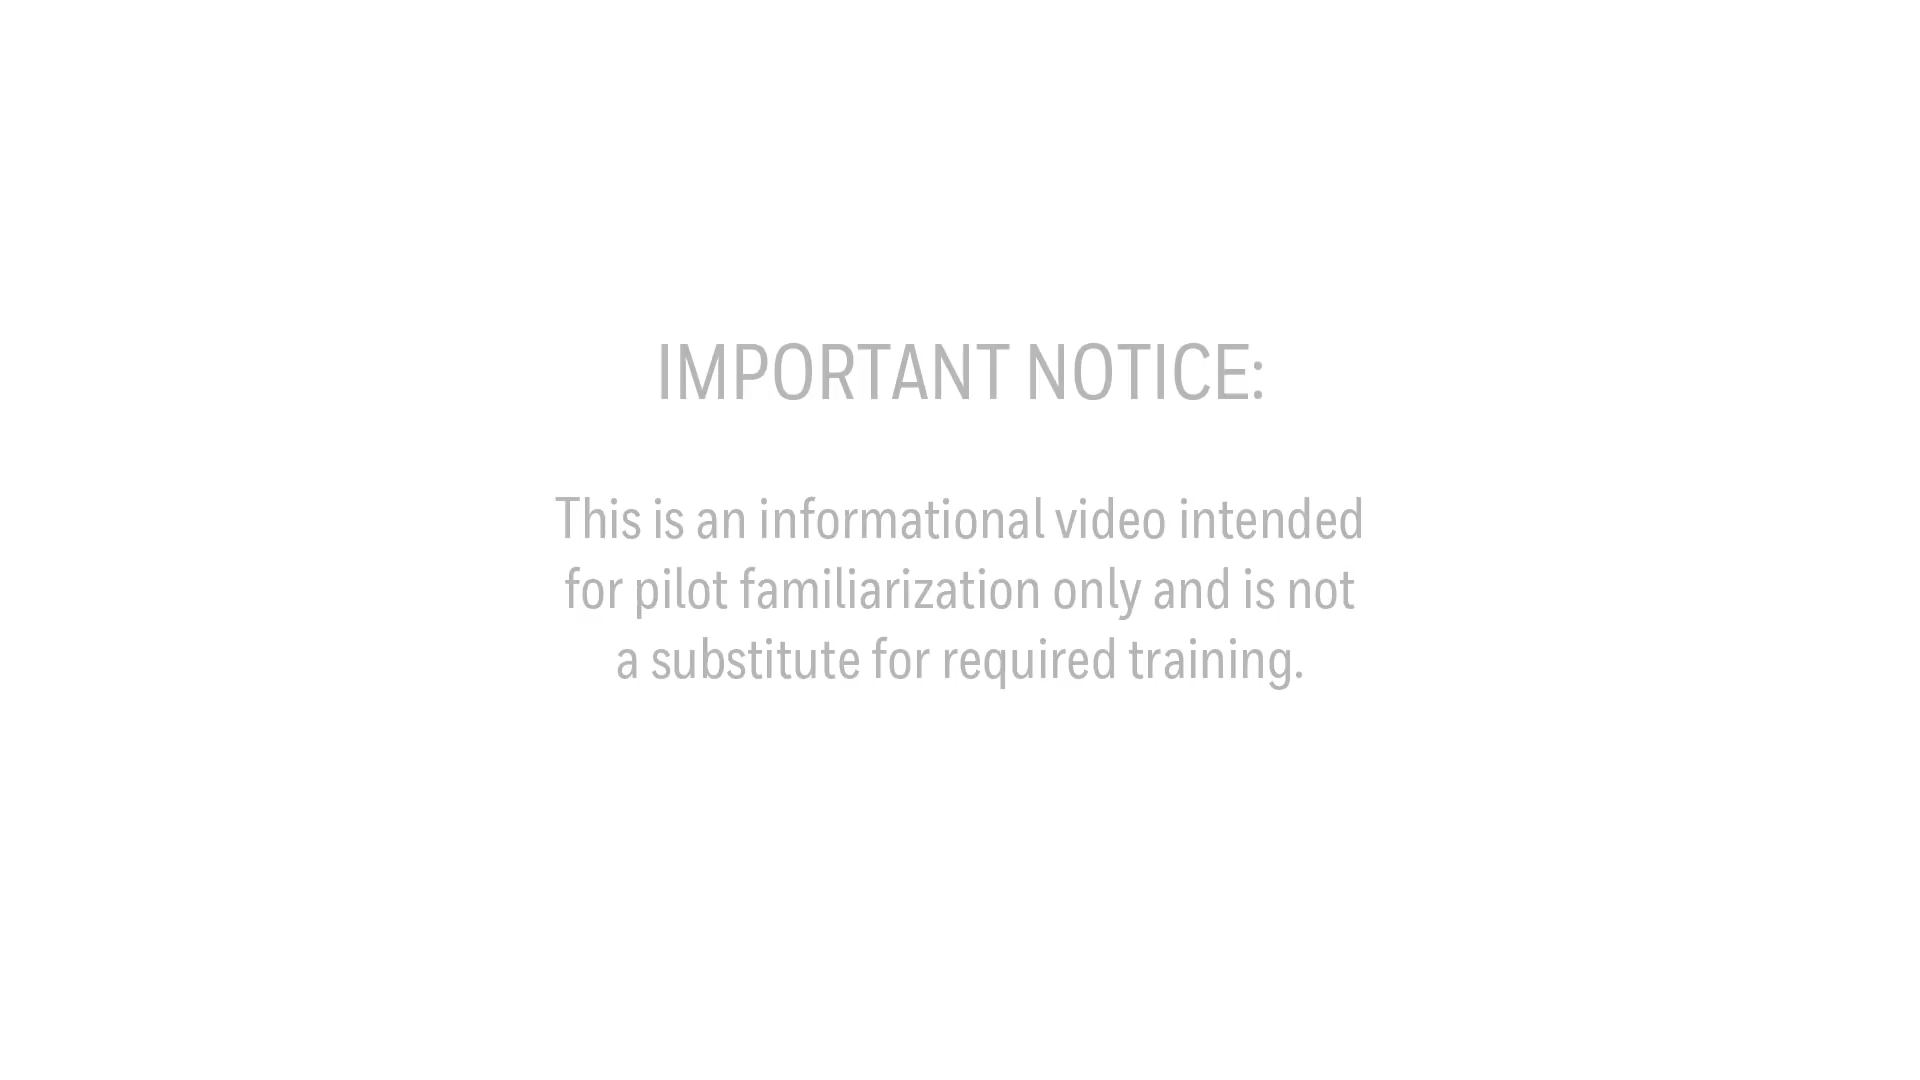 IMPORTANT NOTICE:
This is an informational video intended
for pilot familiarization only and is not
a substitute for required training.